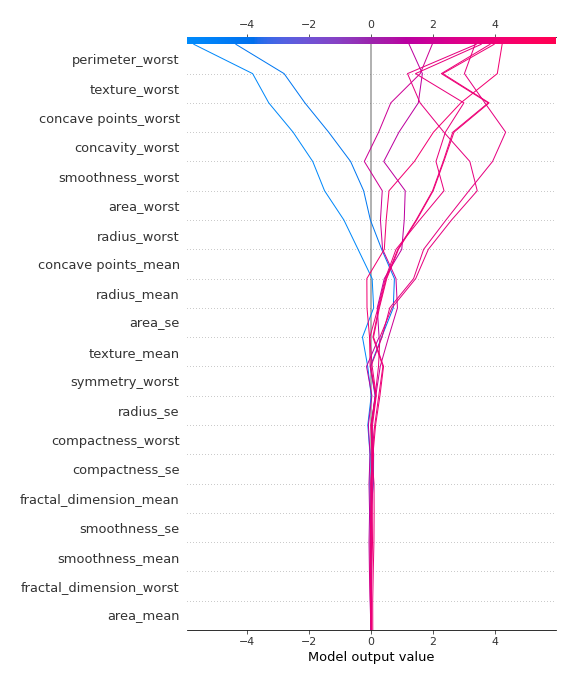 −4 −2 0 2 4
perimeter_worst
texture_worst
concave points_worst
concavity_worst
smoothness_worst
area_worst
radius_worst
concave points_mean
radius_mean
area_se
texture_mean
symmetry_worst
radius_se
compactness_worst
compactness_se
fractal_dimension_mean
smoothness_se
smoothness_mean
fractal_dimension_worst
area_mean
−4 −2 0 2 4
Model output value